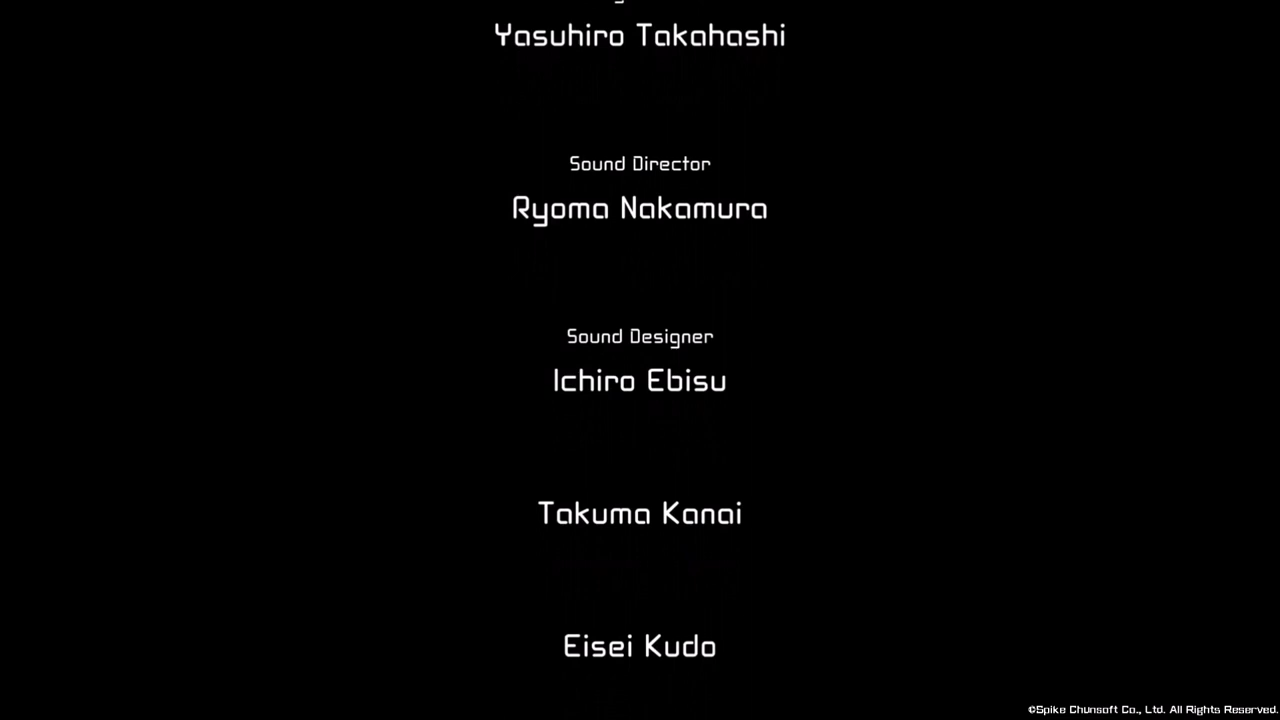 Yasuhiro Takahashi
Sound Director
Ryoma Nakamura
Sound Designer
Ichiro Ebisu
Takuma Kanai
Eisei Kudo
©Spike Chunsoft Co., Ltd. All Rights Reserved.